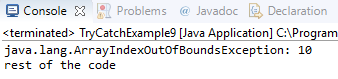 Console Problems @ Javadoc Declaration
<terminated> TryCatchExample9 [Java Application] C:\Program
java.lang.ArrayIndexOutOfBoundsException: 10
rest of the code